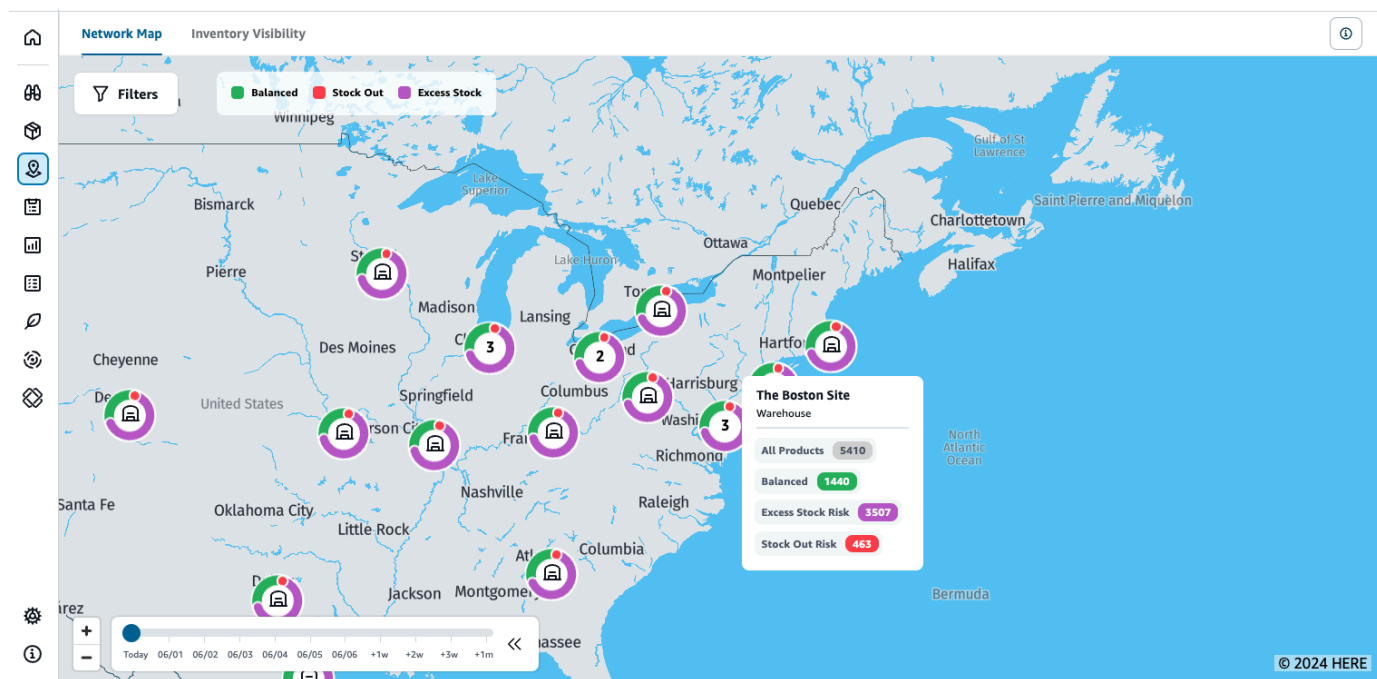 Network Map
Inventory Visibility
Filters
Balanced
Stock Out
Excess Stock
Winnipeg
Gulf of St
Lawrence
Lake
Superior
Bismarck
Quebec
Saint Pierre and Miquelon
Charlottetown
Ottawa
Lake Huron
Halifax
Pierre
Montpelier
Madison
Lansing
3
Des Moines
2
Cheyenne
Harrisburg
Columbus
Springfield
United States
3
Richmond
The Boston Site
Warehouse
All Products 5410
Balanced 1440
Excess Stock Risk 3507
Stock Out Risk 463
North
Atlantic
Ocean
Nashville
Santa Fe
Oklahoma City
Raleigh
Little Rock
Columbia
Jackson
Montgomery
Bermuda
+
−
Today 06/01 06/02 06/03 06/04 06/05 06/06 +1w +2w +3w +1m
© 2024 HERE